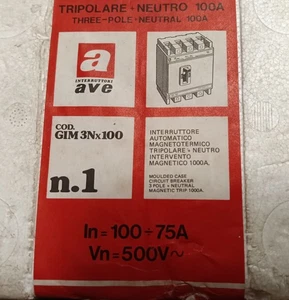 TRIPOLARE + NEUTRO 100A
THREE-POLE + NEUTRAL 100A
a
INTERRUTTORI
ave
COD.
GIM 3Nx100
n.1
INTERRUTTORE
AUTOMATICO
MAGNETOTERMICO
TRIPOLARE + NEUTRO
INTERVENTO
MAGNETICO 1000A.
MOULDED CASE
CIRCUIT BREAKER
3 POLE + NEUTRAL
MAGNETIC TRIP 1000A.
In = 100 ÷ 75A
Vn = 500V ~